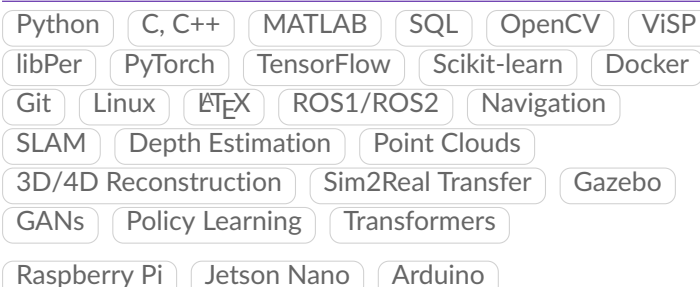 Python C, C++ MATLAB SQL OpenCV ViSP
libPer PyTorch TensorFlow Scikit-learn Docker
Git Linux LATEX ROS1/ROS2 Navigation
SLAM Depth Estimation Point Clouds
3D/4D Reconstruction Sim2Real Transfer Gazebo
GANs Policy Learning Transformers
Raspberry Pi Jetson Nano Arduino